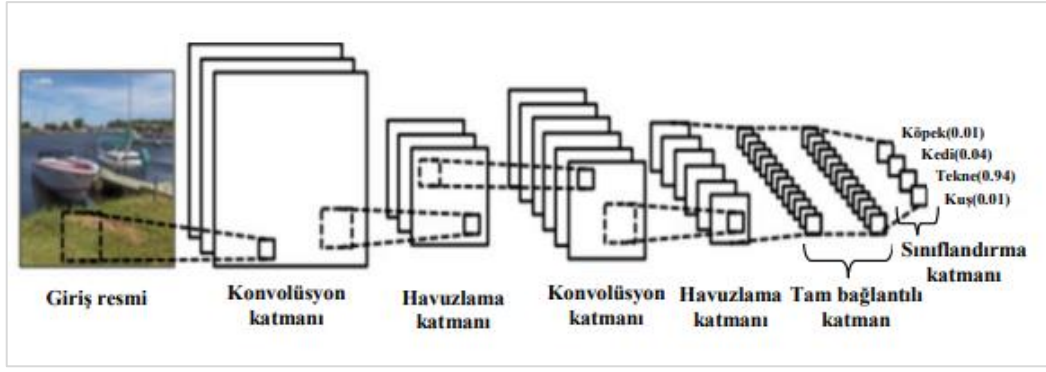 Köpek(0.01)
Kedi(0.04)
Tekne(0.94)
Kuş(0.01)
Sınıflandırma
katmanı
Giriş resmi
Konvolüsyon
katmanı
Havuzlama
katmanı
Konvolüsyon
katmanı
Havuzlama
katmanı
Tam bağlantılı
katman